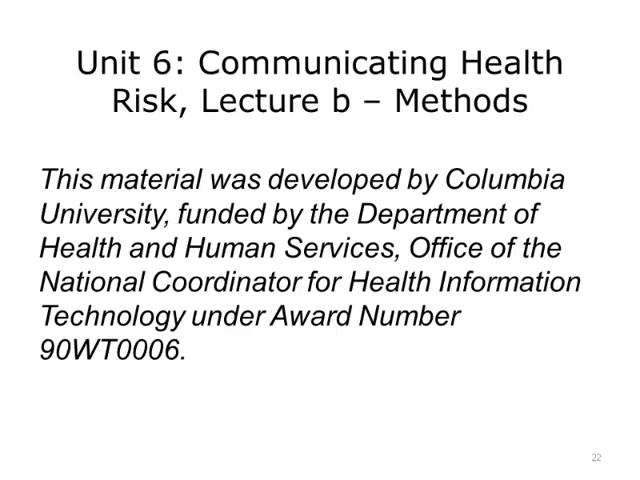 Unit 6: Communicating Health
Risk, Lecture b – Methods
This material was developed by Columbia
University, funded by the Department of
Health and Human Services, Office of the
National Coordinator for Health Information
Technology under Award Number
90WT0006.
22